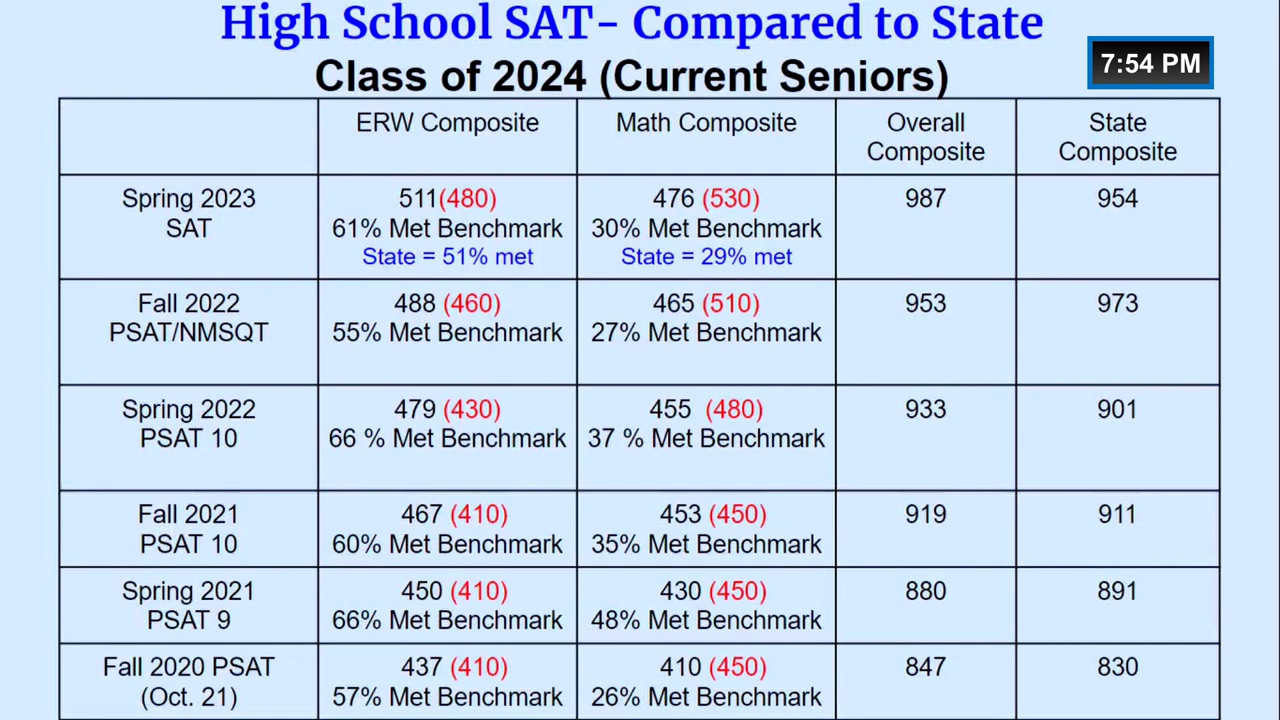 High School SAT- Compared to State
Class of 2024 (Current Seniors)
7:54 PM
ERW Composite
Math Composite
Overall
Composite
State
Composite
Spring 2023
SAT
511(480)
61% Met Benchmark
State = 51% met
476 (530)
30% Met Benchmark
State = 29% met
987
954
Fall 2022
PSAT/NMSQT
488 (460)
55% Met Benchmark
465 (510)
27% Met Benchmark
953
973
Spring 2022
PSAT 10
479 (430)
66 % Met Benchmark
455 (480)
37 % Met Benchmark
933
901
Fall 2021
PSAT 10
467 (410)
60% Met Benchmark
453 (450)
35% Met Benchmark
919
911
Spring 2021
PSAT 9
450 (410)
66% Met Benchmark
430 (450)
48% Met Benchmark
880
891
Fall 2020 PSAT
(Oct. 21)
437 (410)
57% Met Benchmark
410 (450)
26% Met Benchmark
847
830